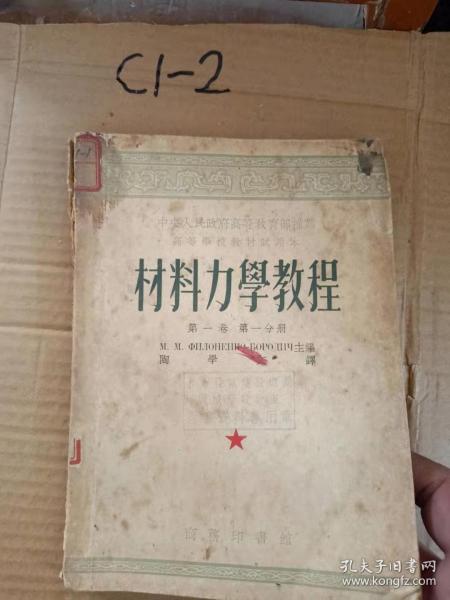 C1-2
中央人民政府高等教育部推薦
高等學校教材試用本
材料力學教程
第一卷 第一分册
М. М. ФИЛОНЕНКО-БОРОДІЧ主編
陶學 譯
商務印書館
孔夫子旧书网
www.kongfz.com